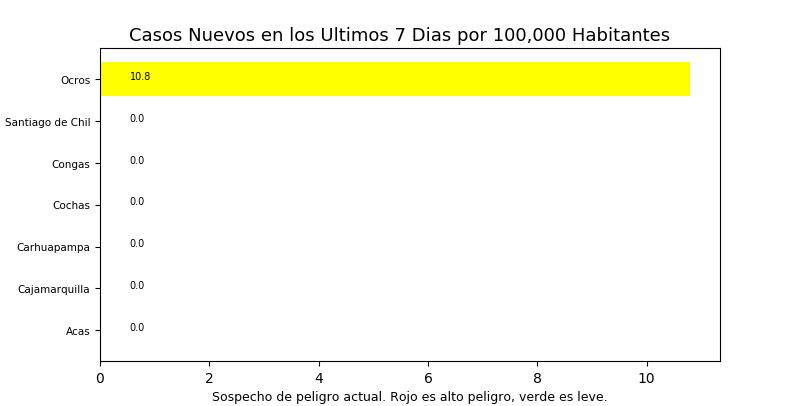 Casos Nuevos en los Ultimos 7 Dias por 100,000 Habitantes
Ocros 10.8
Santiago de Chil 0.0
Congas 0.0
Cochas 0.0
Carhuapampa 0.0
Cajamarquilla 0.0
Acas 0.0
0 2 4 6 8 10
Sospecho de peligro actual. Rojo es alto peligro, verde es leve.